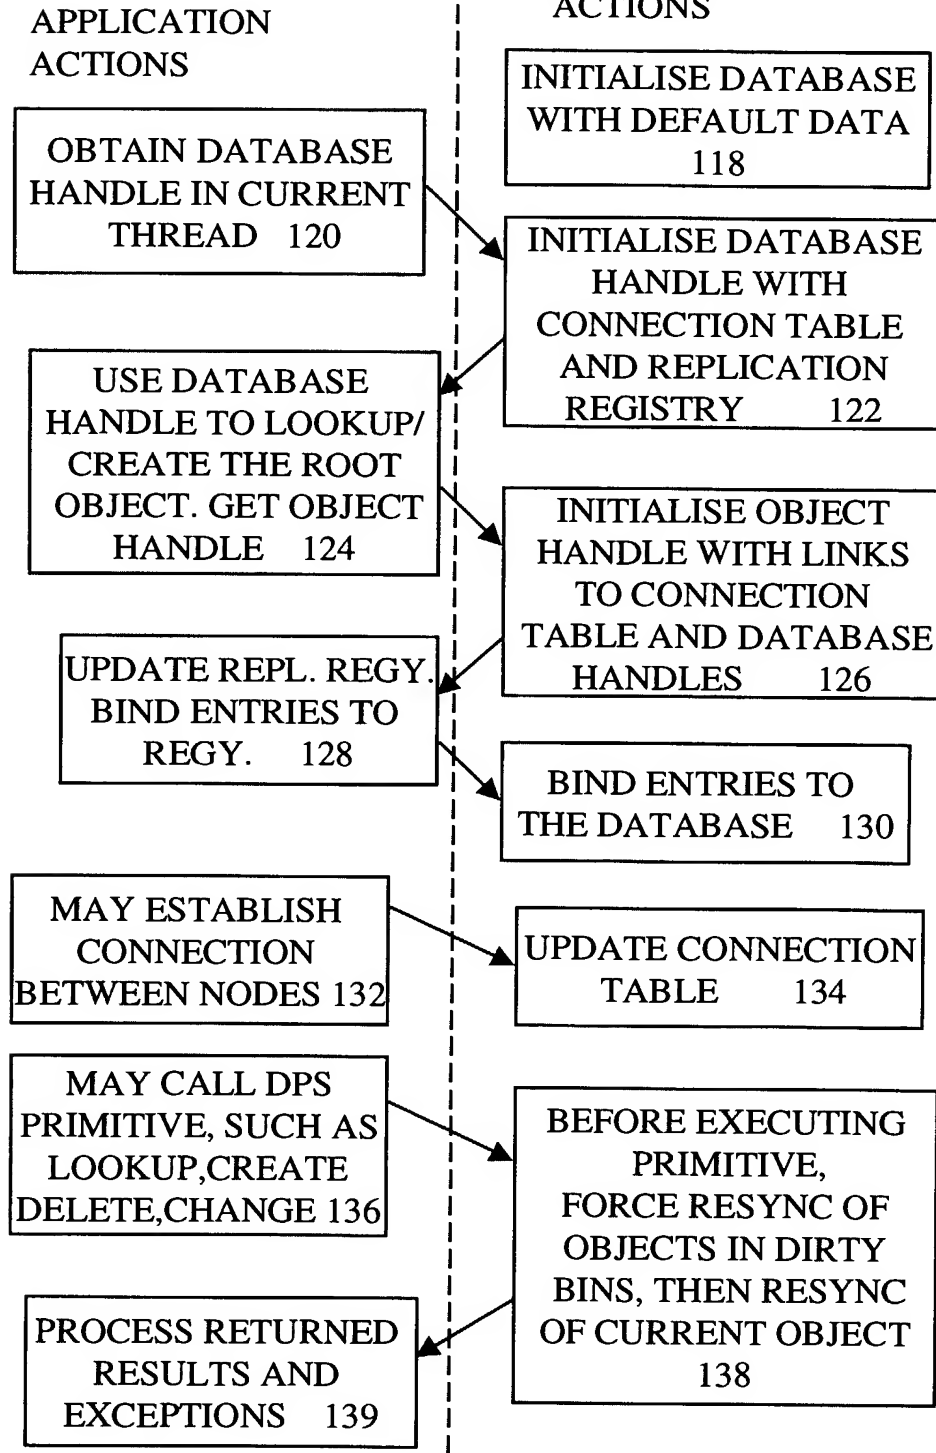 APPLICATION
ACTIONS
ACTIONS
INITIALISE DATABASE
WITH DEFAULT DATA
118
OBTAIN DATABASE
HANDLE IN CURRENT
THREAD 120
INITIALISE DATABASE
HANDLE WITH
CONNECTION TABLE
AND REPLICATION
REGISTRY 122
USE DATABASE
HANDLE TO LOOKUP/
CREATE THE ROOT
OBJECT. GET OBJECT
HANDLE 124
INITIALISE OBJECT
HANDLE WITH LINKS
TO CONNECTION
TABLE AND DATABASE
HANDLES 126
UPDATE REPL. REGY.
BIND ENTRIES TO
REGY. 128
BIND ENTRIES TO
THE DATABASE 130
MAY ESTABLISH
CONNECTION
BETWEEN NODES 132
UPDATE CONNECTION
TABLE 134
MAY CALL DPS
PRIMITIVE, SUCH AS
LOOKUP,CREATE
DELETE,CHANGE 136
BEFORE EXECUTING
PRIMITIVE,
FORCE RESYNC OF
OBJECTS IN DIRTY
BINS, THEN RESYNC
OF CURRENT OBJECT
138
PROCESS RETURNED
RESULTS AND
EXCEPTIONS 139